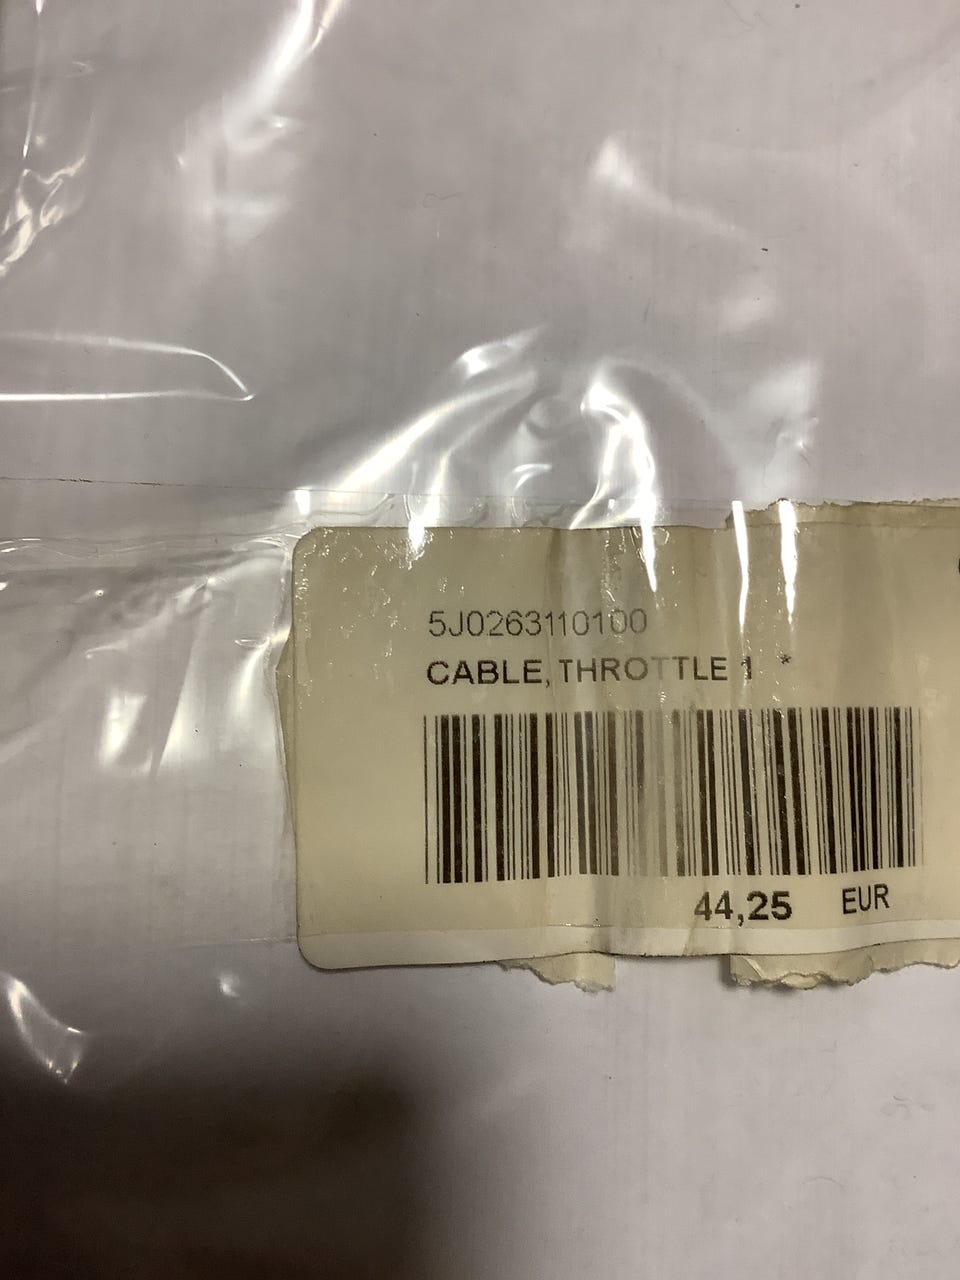 5J0263110100
CABLE, THROTTLE 1 *
44,25 EUR